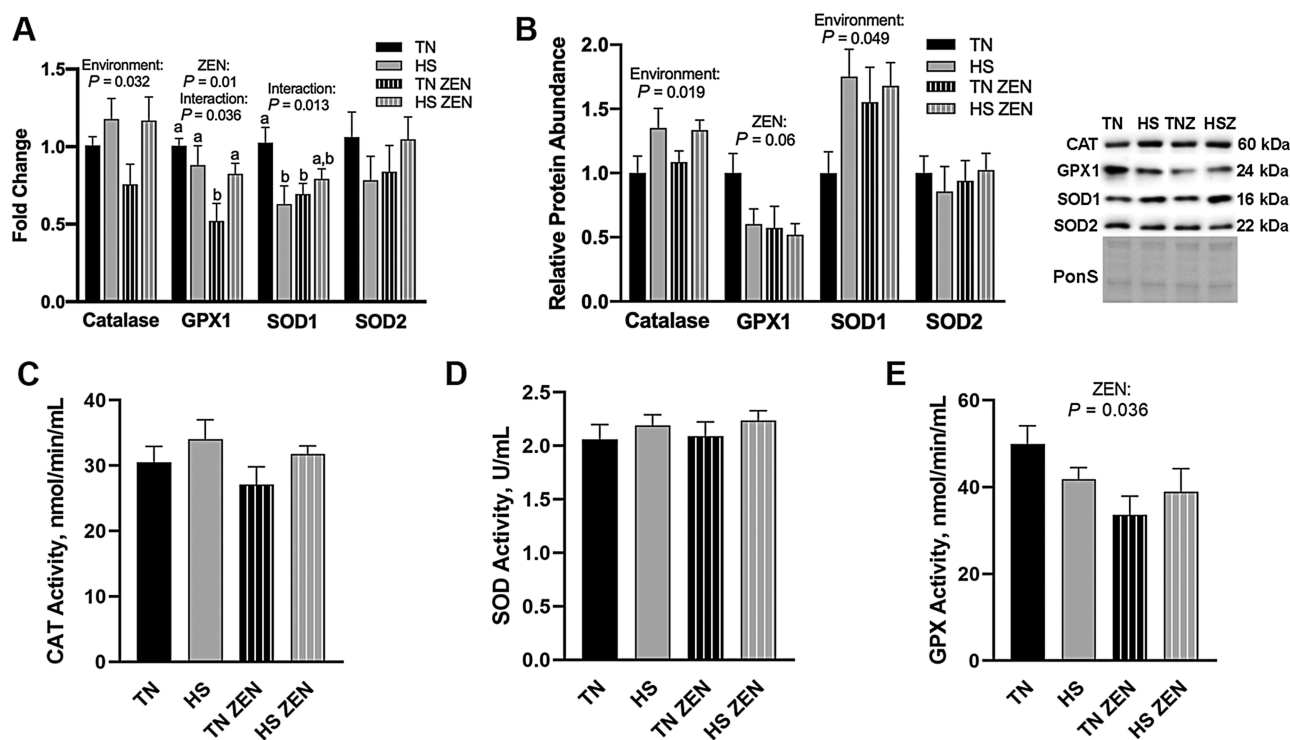 A
Environment:
P = 0.032
ZEN:
P = 0.01
Interaction:
P = 0.036
Interaction:
P = 0.013
TN
HS
TN ZEN
HS ZEN
Fold Change
1.5
1.0
0.5
0.0
a
a
b
a
a
b
b
a,b
Catalase
GPX1
SOD1
SOD2
B
Environment:
P = 0.019
ZEN:
P = 0.06
Environment:
P = 0.049
TN
HS
TN ZEN
HS ZEN
Relative Protein Abundance
2.0
1.5
1.0
0.5
0.0
Catalase
GPX1
SOD1
SOD2
TN HS TNZ HSZ
CAT 60 kDa
GPX1 24 kDa
SOD1 16 kDa
SOD2 22 kDa
PonS
C
CAT Activity, nmol/min/mL
40
30
20
10
0
TN
HS
TN ZEN
HS ZEN
D
SOD Activity, U/mL
2.5
2.0
1.5
1.0
0.5
0.0
TN
HS
TN ZEN
HS ZEN
E
ZEN:
P = 0.036
GPX Activity, nmol/min/mL
60
40
20
0
TN
HS
TN ZEN
HS ZEN